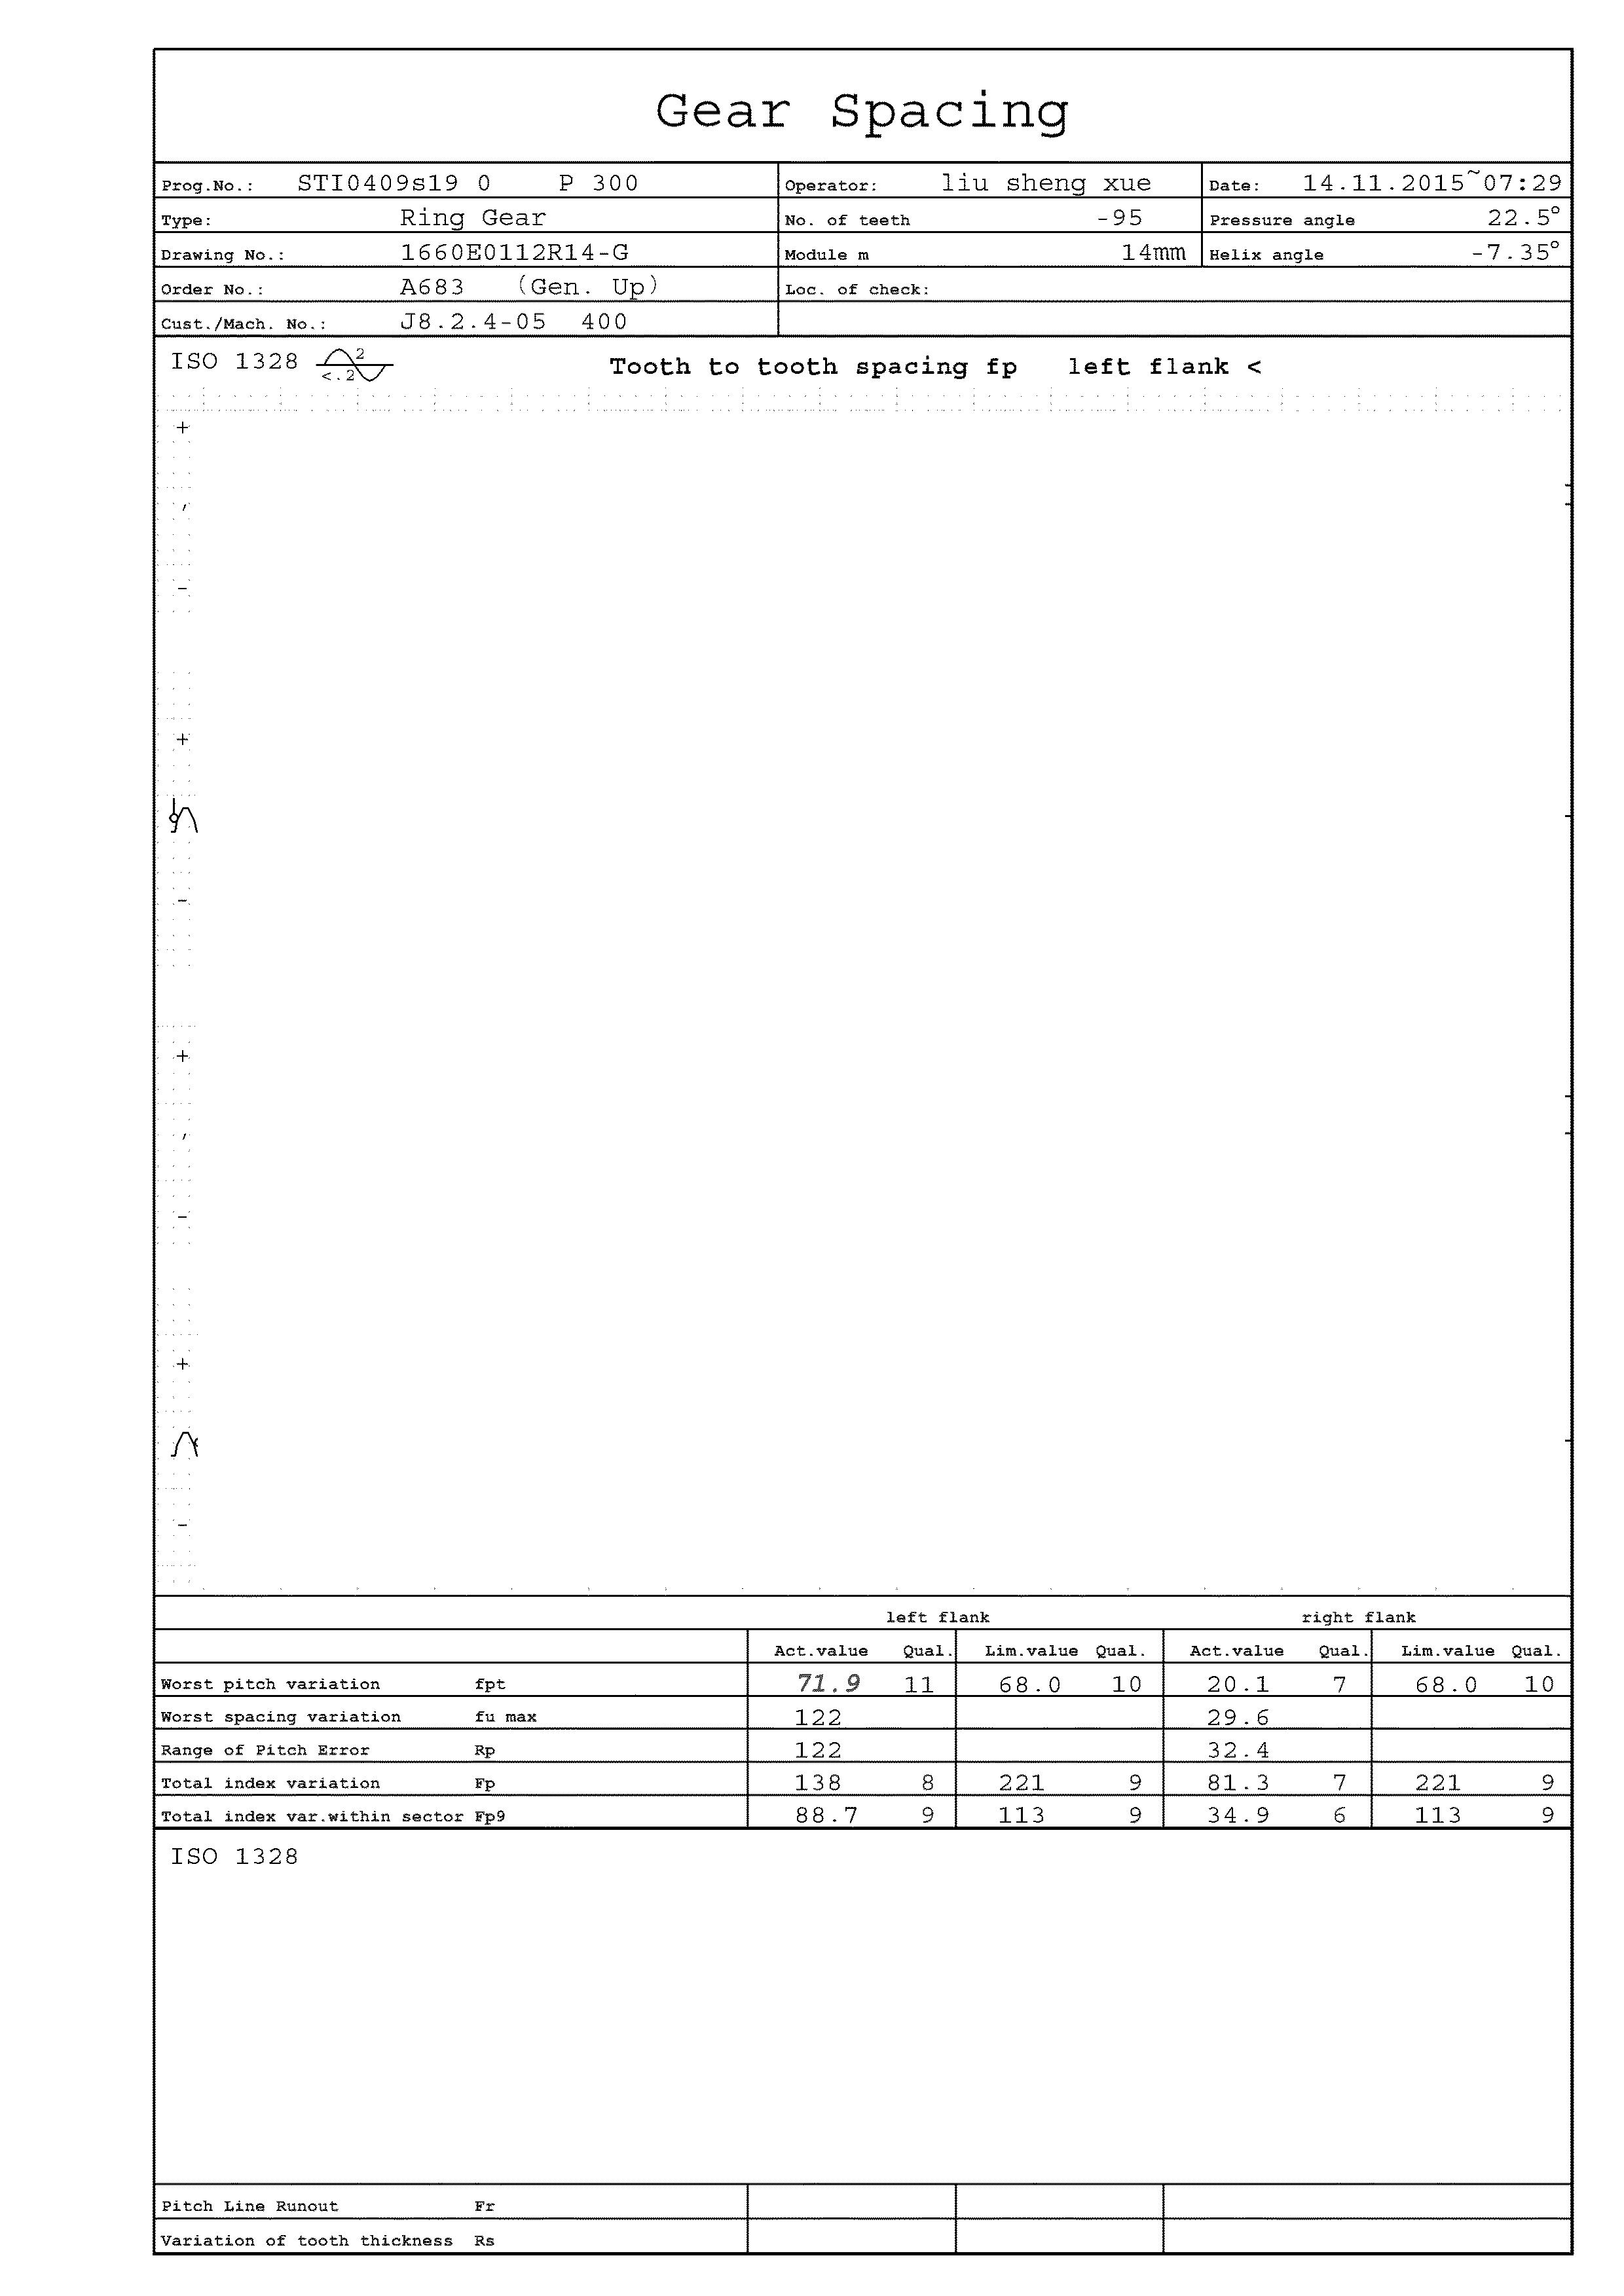 Gear Spacing
Prog.No.: STI0409s19 0 P 300 Operator: liu sheng xue Date: 14.11.2015~07:29
Type: Ring Gear No. of teeth -95 Pressure angle 22.5°
Drawing No.: 1660E0112R14-G Module m 14mm Helix angle -7.35°
Order No.: A683 (Gen. Up) Loc. of check:
Cust./Mach. No.: J8.2.4-05 400
ISO 1328 2 <.2 Tooth to tooth spacing fp left flank <
+
-
+
-
+
-
+
-
left flank right flank
Act.value Qual. Lim.value Qual. Act.value Qual. Lim.value Qual.
Worst pitch variation fpt 71.9 11 68.0 10 20.1 7 68.0 10
Worst spacing variation fu max 122 29.6
Range of Pitch Error Rp 122 32.4
Total index variation Fp 138 8 221 9 81.3 7 221 9
Total index var.within sector Fp9 88.7 9 113 9 34.9 6 113 9
ISO 1328
Pitch Line Runout Fr
Variation of tooth thickness Rs